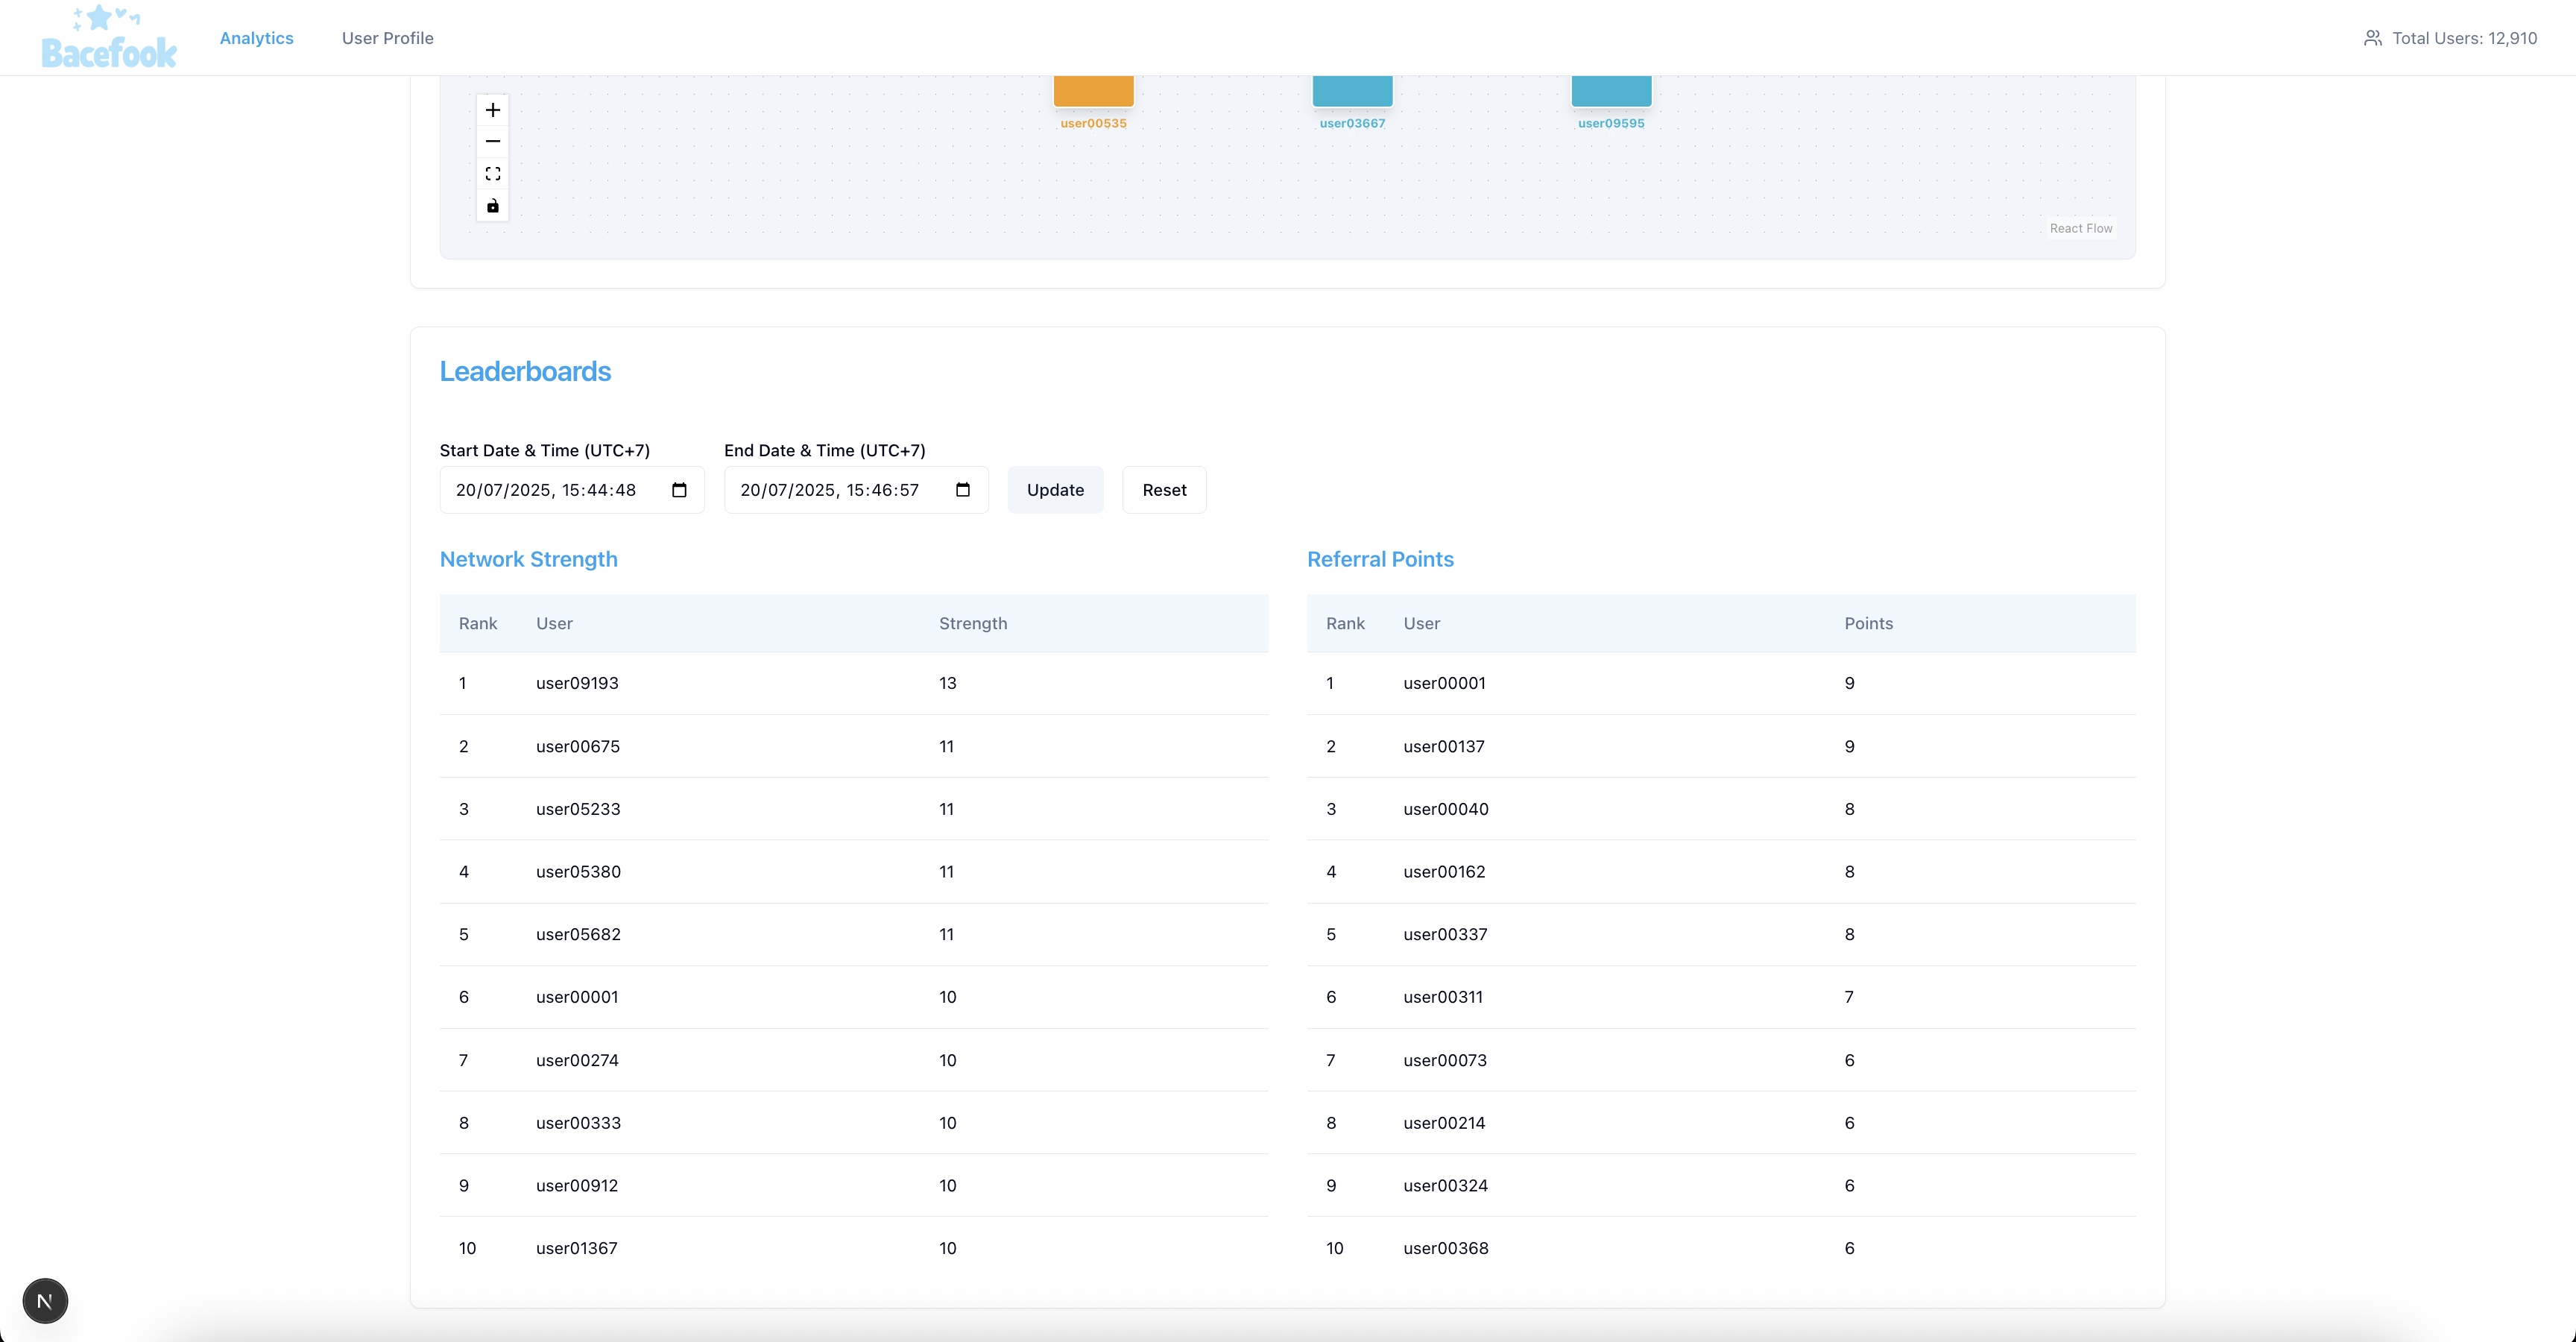 Bacefook
Analytics
User Profile
Total Users: 12,910
user00535
user03667
user09595
React Flow
Leaderboards
Start Date & Time (UTC+7)
End Date & Time (UTC+7)
20/07/2025, 15:44:48
20/07/2025, 15:46:57
Update
Reset
Network Strength
Rank User Strength
1 user09193 13
2 user00675 11
3 user05233 11
4 user05380 11
5 user05682 11
6 user00001 10
7 user00274 10
8 user00333 10
9 user00912 10
10 user01367 10
Referral Points
Rank User Points
1 user00001 9
2 user00137 9
3 user00040 8
4 user00162 8
5 user00337 8
6 user00311 7
7 user00073 6
8 user00214 6
9 user00324 6
10 user00368 6
N